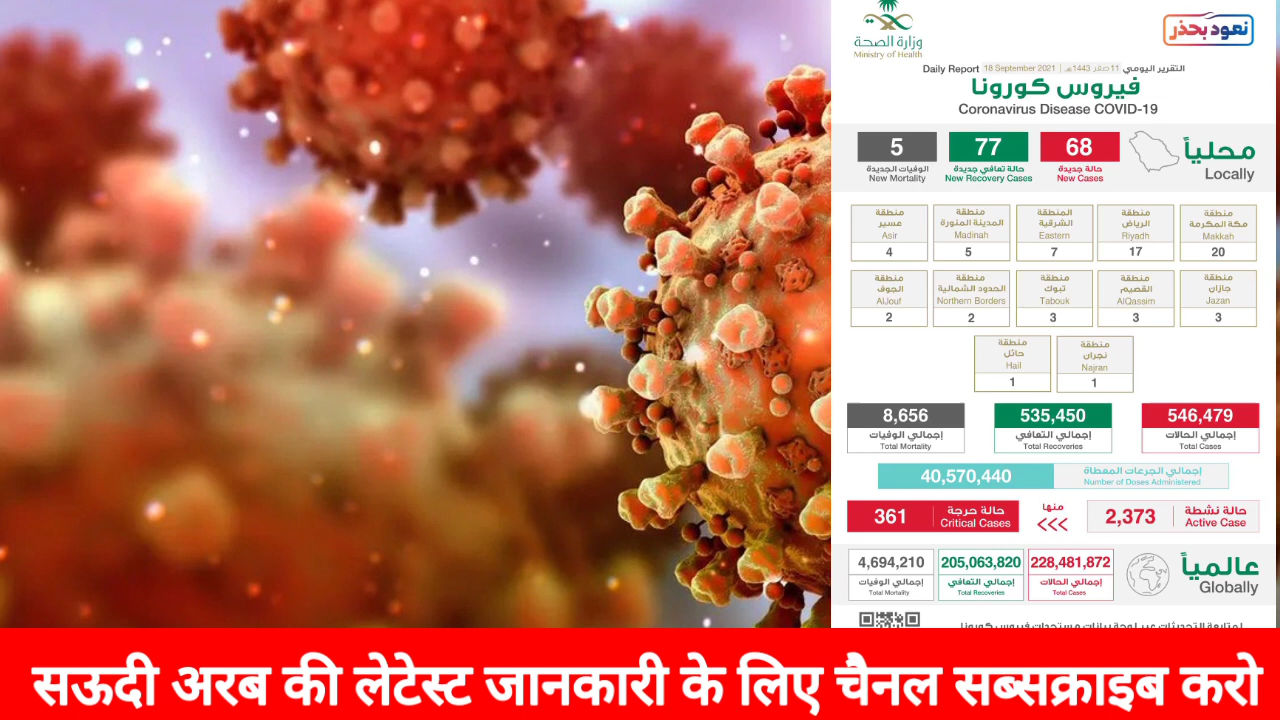 وزارة الصحة
Ministry of Health
نعود بحذر
Daily Report 18 September 2021 | 11 صفر 1443هـ التقرير اليومي
فيروس كورونا
Coronavirus Disease COVID-19
محلياً
Locally
68
حالة جديدة
New Cases
77
حالة تعافي جديدة
New Recovery Cases
5
الوفيات الجديدة
New Mortality
منطقة
عسير
Asir
4
منطقة
المدينة المنورة
Madinah
5
المنطقة
الشرقية
Eastern
7
منطقة
الرياض
Riyadh
17
منطقة
مكة المكرمة
Makkah
20
منطقة
الجوف
AlJouf
2
منطقة
الحدود الشمالية
Northern Borders
2
منطقة
تبوك
Tabouk
3
منطقة
القصيم
AlQassim
3
منطقة
جازان
Jazan
3
منطقة
حائل
Hail
1
منطقة
نجران
Najran
1
8,656
إجمالي الوفيات
Total Mortality
535,450
إجمالي التعافي
Total Recoveries
546,479
إجمالي الحالات
Total Cases
40,570,440
إجمالي الجرعات المعطاة
Number of Doses Administered
361
حالة حرجة
Critical Cases
منها
<<<
2,373
حالة نشطة
Active Case
4,694,210
إجمالي الوفيات
Total Mortality
205,063,820
إجمالي التعافي
Total Recoveries
228,481,872
إجمالي الحالات
Total Cases
عالمياً
Globally
لمتابعة التحديثات عبر لوحة بيانات مستجدات فيروس كورونا
सऊदी अरब की लेटेस्ट जानकारी के लिए चैनल सब्सक्राइब करो